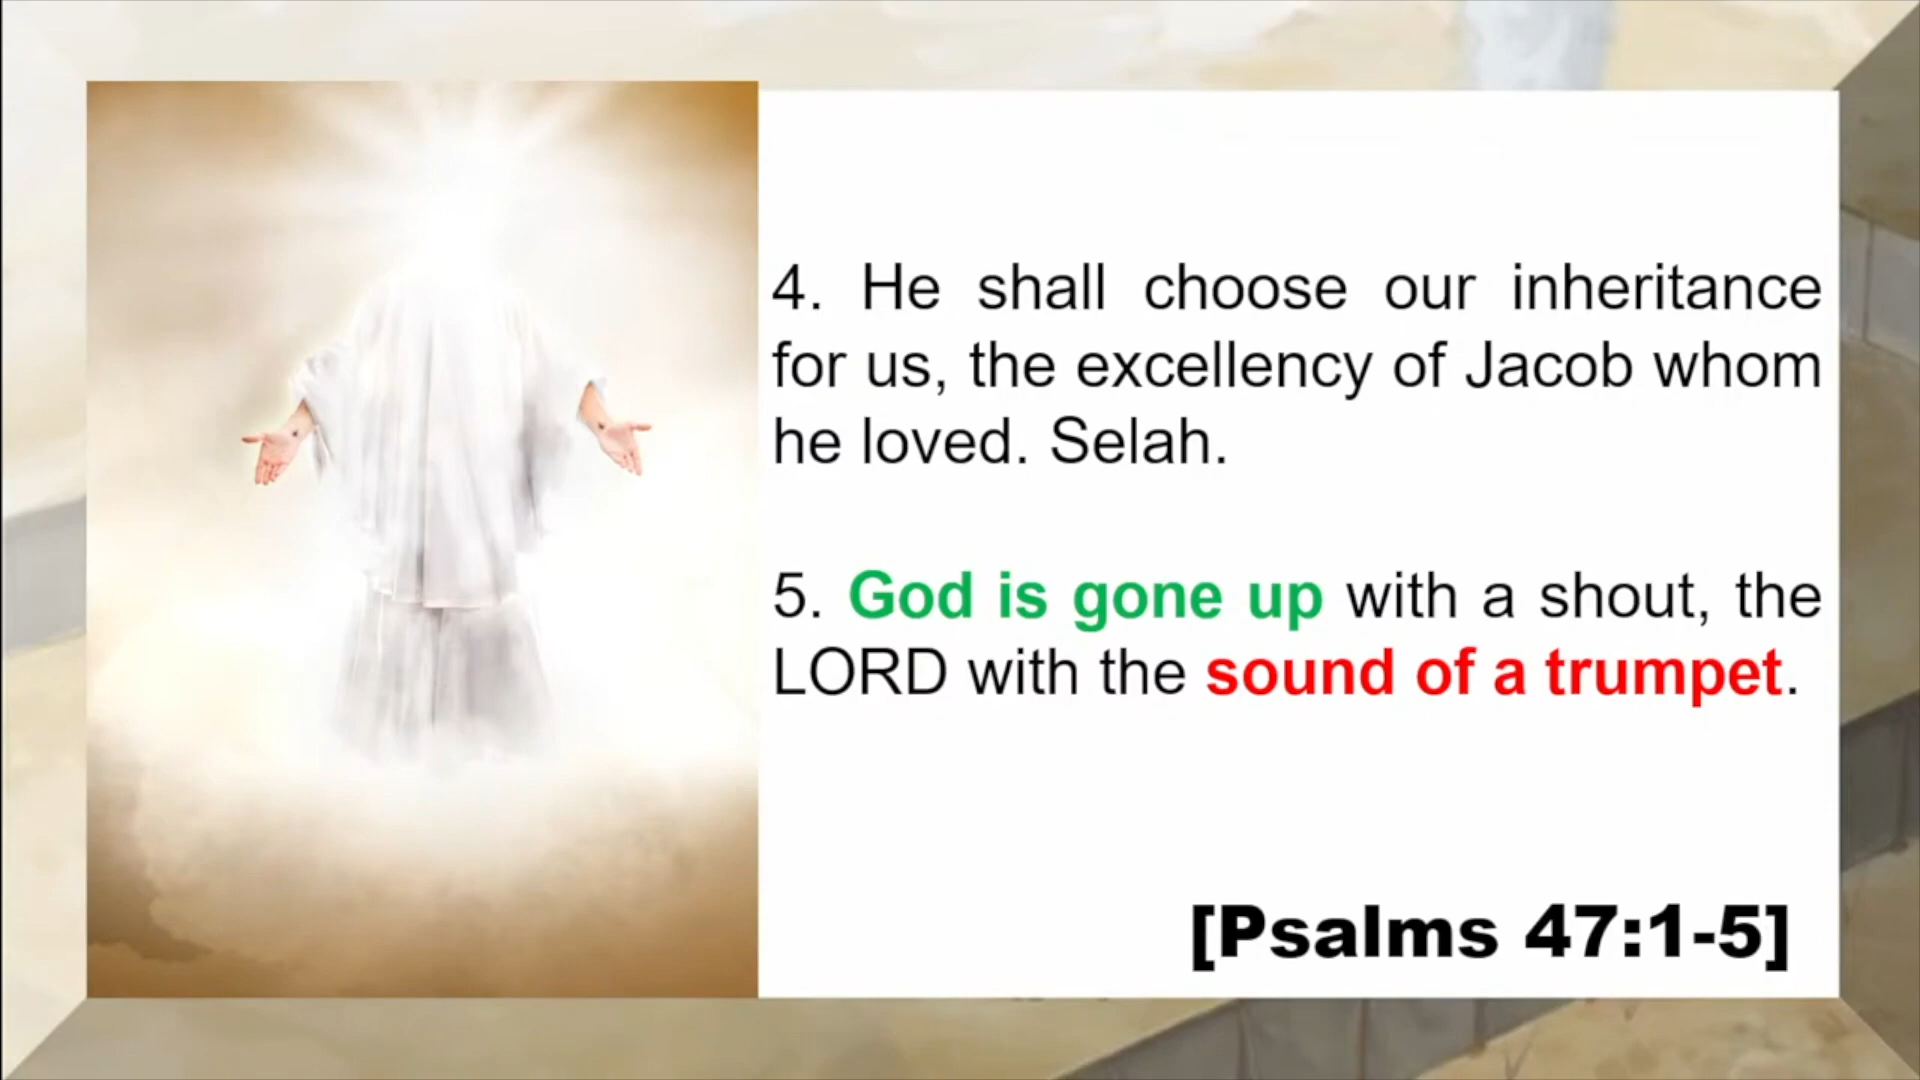 4. He shall choose our inheritance
for us, the excellency of Jacob whom
he loved. Selah.
5. God is gone up with a shout, the
LORD with the sound of a trumpet.
[Psalms 47:1-5]